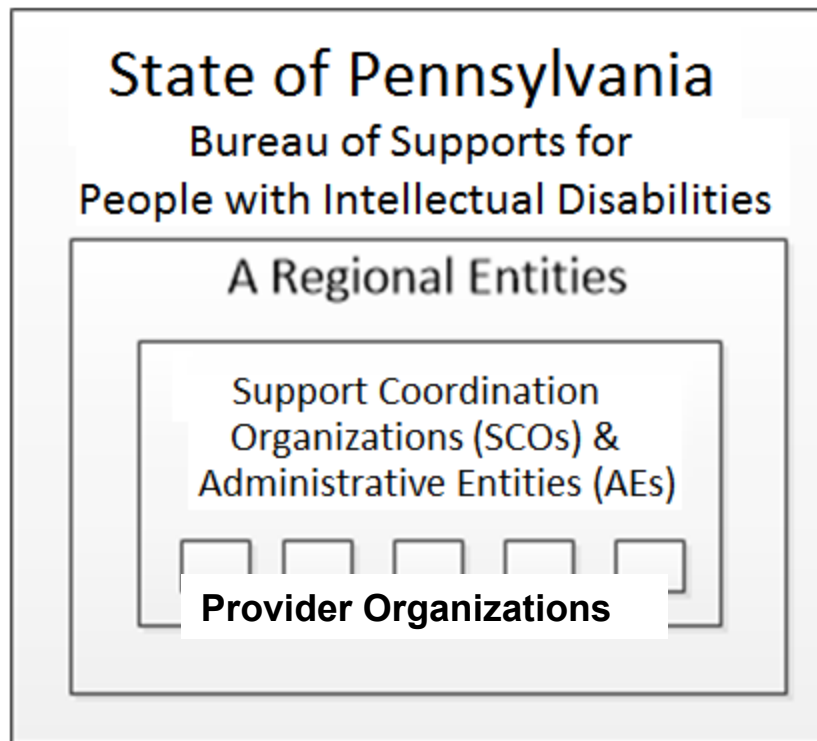 State of Pennsylvania
Bureau of Supports for
People with Intellectual Disabilities
A Regional Entities
Support Coordination
Organizations (SCOs) &
Administrative Entities (AEs)
Provider Organizations